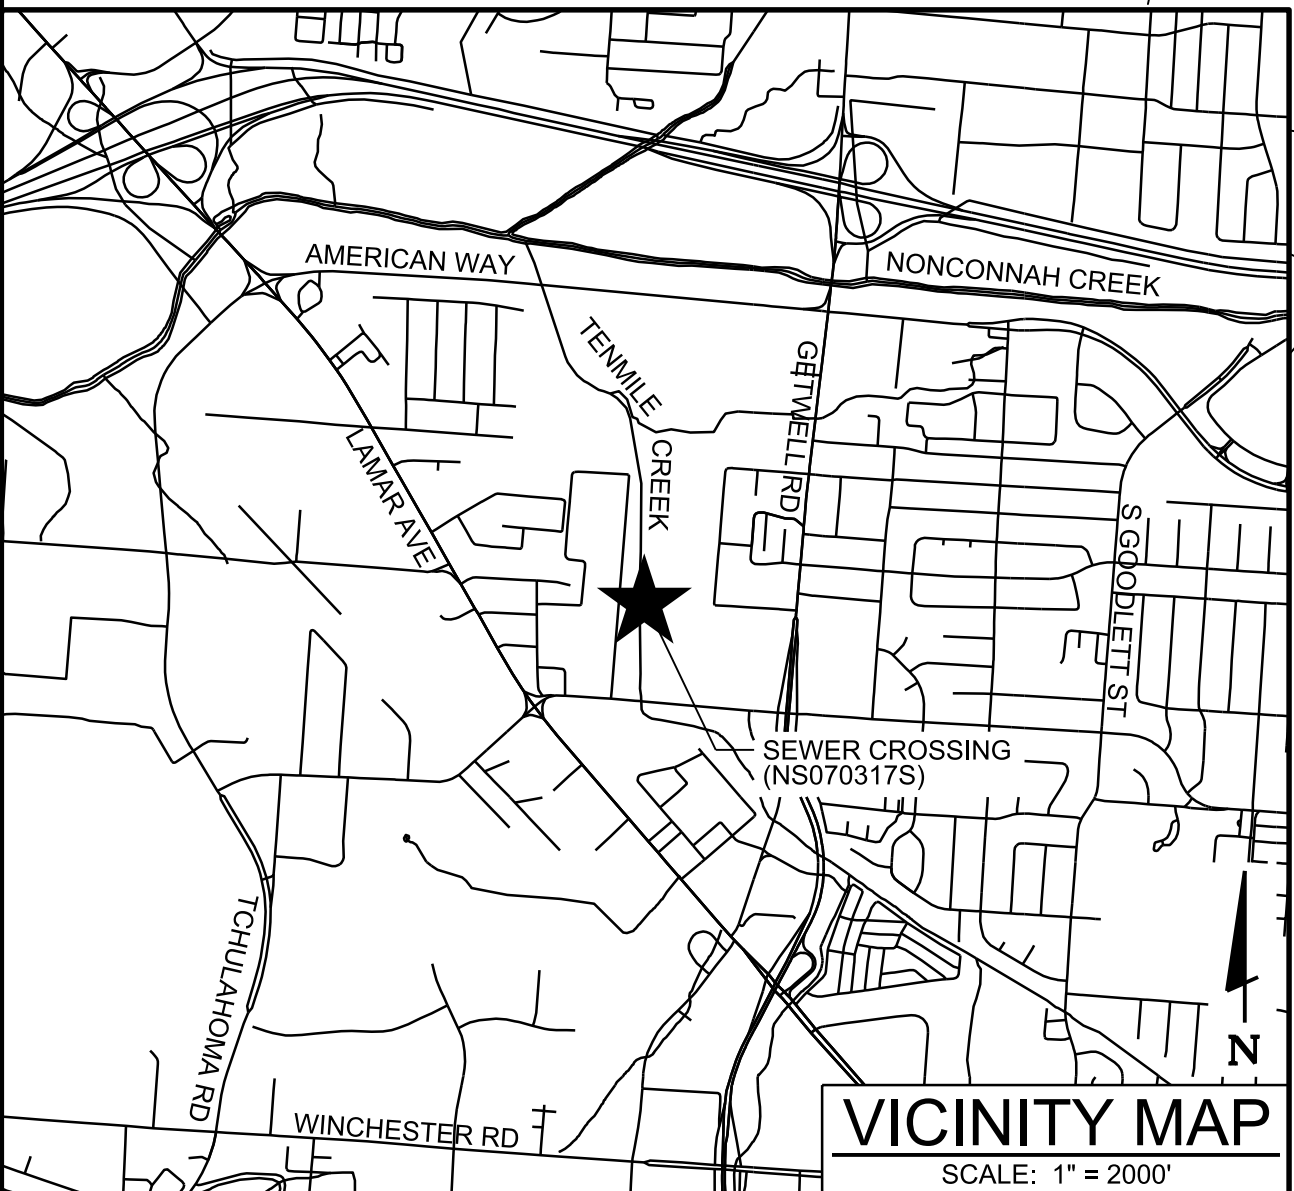 AMERICAN WAY
NONCONNAH CREEK
TENMILE
CREEK
GETWELL RD
LAMAR AVE
S GOODLETT ST
SEWER CROSSING
(NS070317S)
TCHULAHOMA RD
WINCHESTER RD
N
VICINITY MAP
SCALE: 1" = 2000'